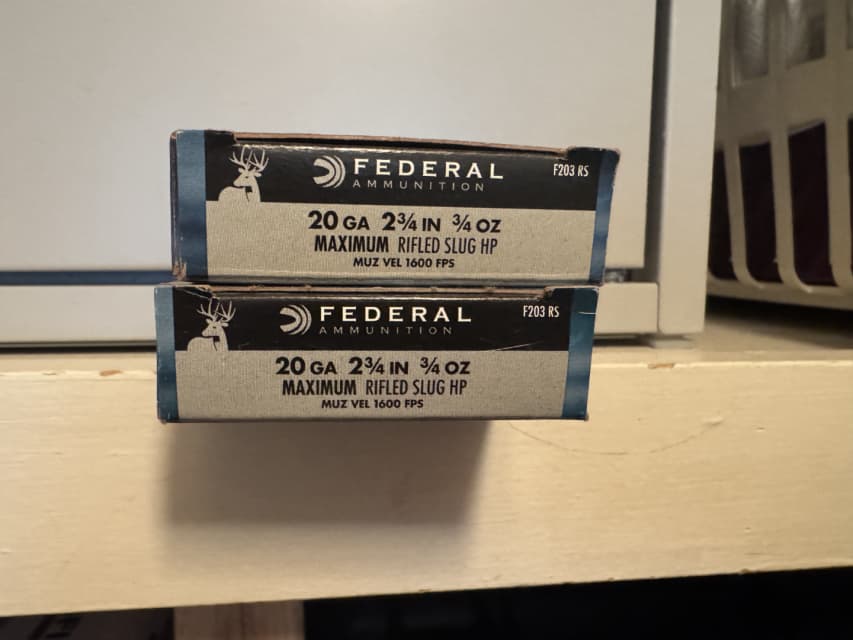 FEDERAL
AMMUNITION
F203 RS
20 GA 2¾ IN ¾ OZ
MAXIMUM RIFLED SLUG HP
MUZ VEL 1600 FPS
FEDERAL
AMMUNITION
F203 RS
20 GA 2¾ IN ¾ OZ
MAXIMUM RIFLED SLUG HP
MUZ VEL 1600 FPS